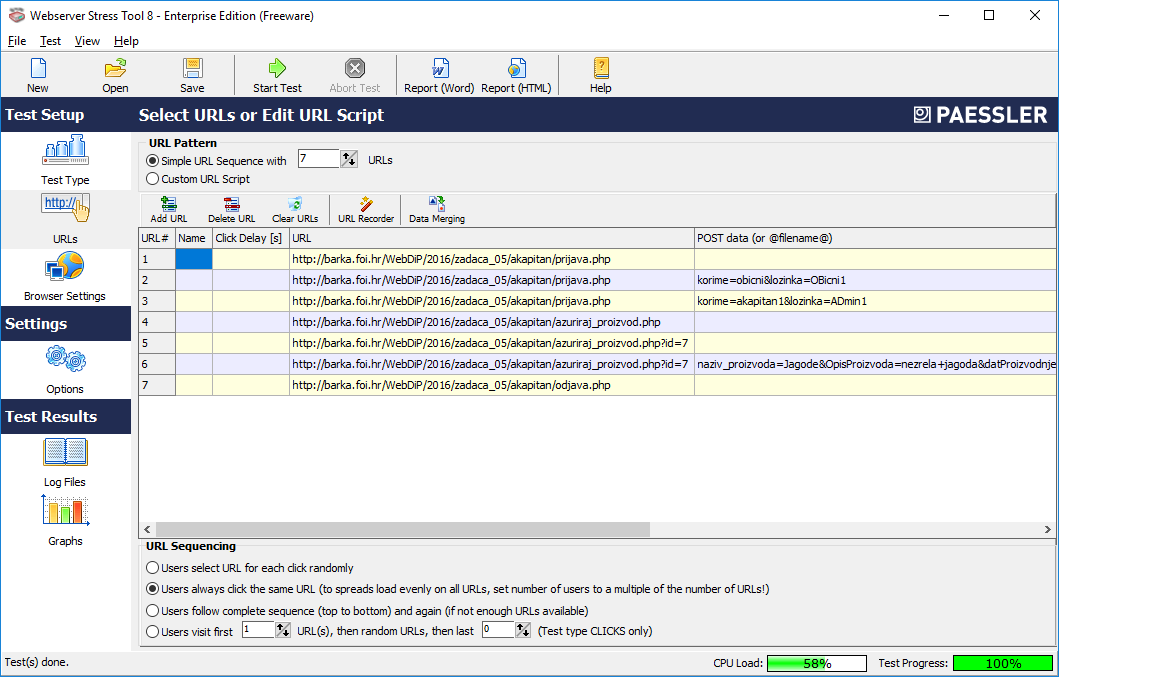 Webserver Stress Tool 8 - Enterprise Edition (Freeware)
File Test View Help
New Open Save Start Test Abort Test Report (Word) Report (HTML) Help
Test Setup
Select URLs or Edit URL Script
PAESSLER
Test Type
http://
URLs
Browser Settings
Settings
Options
Test Results
Log Files
Graphs
URL Pattern
Simple URL Sequence with 7 URLs
Custom URL Script
Add URL Delete URL Clear URLs URL Recorder Data Merging
URL# Name Click Delay [s] URL POST data (or @filename@)
1 http://barka.foi.hr/WebDiP/2016/zadaca_05/akapitan/prijava.php
2 http://barka.foi.hr/WebDiP/2016/zadaca_05/akapitan/prijava.php korime=obicni&lozinka=OBicni1
3 http://barka.foi.hr/WebDiP/2016/zadaca_05/akapitan/prijava.php korime=akapitan1&lozinka=ADmin1
4 http://barka.foi.hr/WebDiP/2016/zadaca_05/akapitan/azuriraj_proizvod.php
5 http://barka.foi.hr/WebDiP/2016/zadaca_05/akapitan/azuriraj_proizvod.php?id=7
6 http://barka.foi.hr/WebDiP/2016/zadaca_05/akapitan/azuriraj_proizvod.php?id=7 naziv_proizvoda=Jagode&OpisProizvoda=nezrela+jagoda&datProizvodnje
7 http://barka.foi.hr/WebDiP/2016/zadaca_05/akapitan/odjava.php
URL Sequencing
Users select URL for each click randomly
Users always click the same URL (to spreads load evenly on all URLs, set number of users to a multiple of the number of URLs!)
Users follow complete sequence (top to bottom) and again (if not enough URLs available)
Users visit first 1 URL(s), then random URLs, then last 0 (Test type CLICKS only)
Test(s) done. CPU Load: 58% Test Progress: 100%